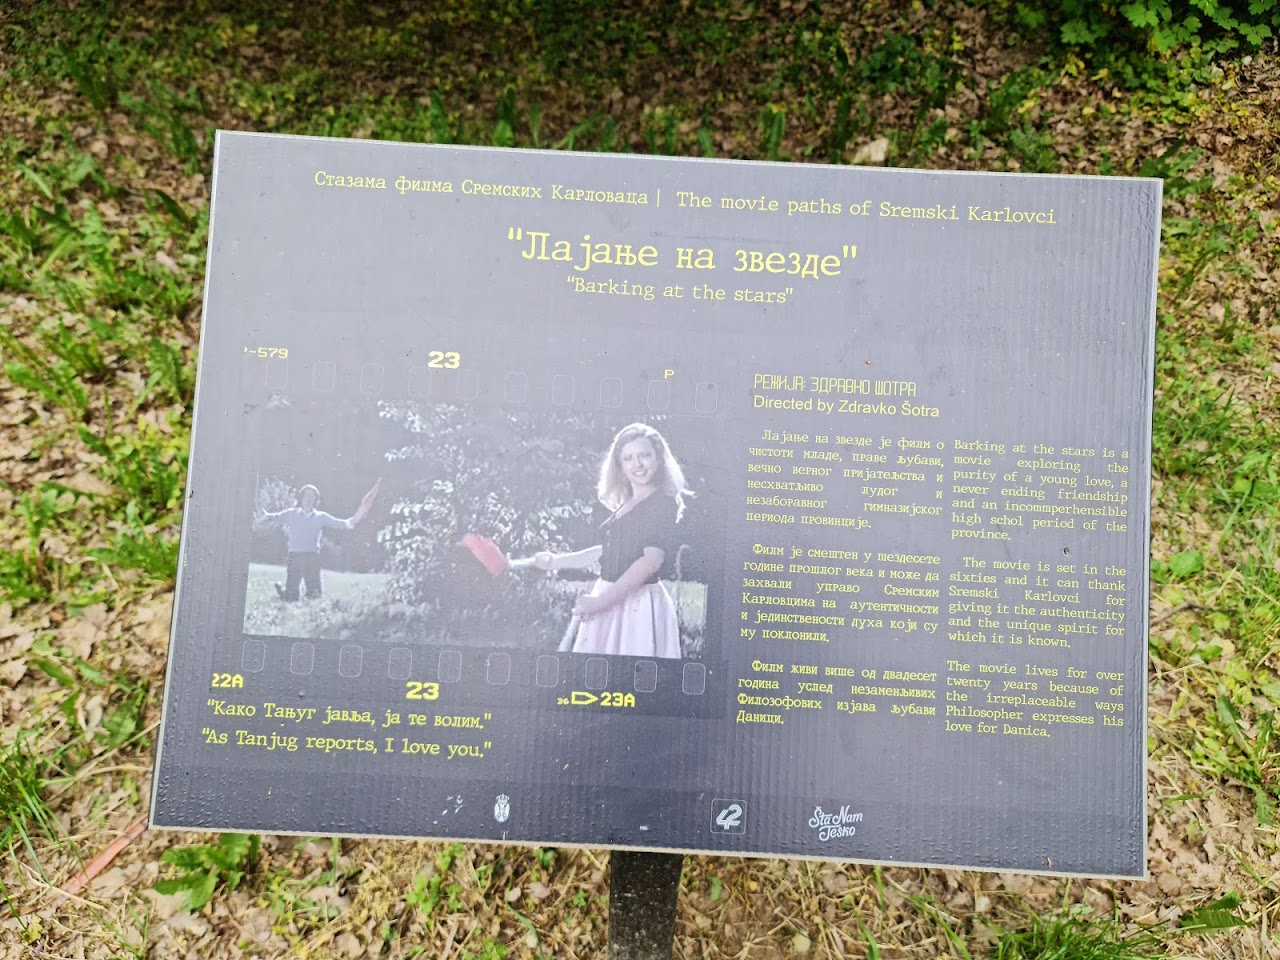 Стазама филма Сремских Карловаца | The movie paths of Sremski Karlovci
"Лајање на звезде"
"Barking at the stars"
-579
23
P
РЕЖИЈА: ЗДРАВКО ШОТРА
Directed by Zdravko Šotra
Лајање на звезде је филм о
чистоти младе, праве љубави,
вечно верног пријатељства и
несхватљиво лудог и
незаборавног гимназијског
периода провинције.
Филм је смештен у шездесете
године прошлог века и може да
захвали управо Сремским
Карловцима на аутентичности
и јединствености духа који су
му поклонили.
Филм живи више од двадесет
година услед незаменљивих
Филозофових изјава љубави
Даници.
Barking at the stars is a
movie exploring the
purity of a young love, a
never ending friendship
and an incommperhensible
high schol period of the
province.
The movie is set in the
sixties and it can thank
Sremski Karlovci for
giving it the authenticity
and the unique spirit for
which it is known.
The movie lives for over
twenty years because of
the irreplaceable ways
Philosopher expresses his
love for Danica.
22A
23
36 23A
"Како Тањуг јавља, ја те волим."
"As Tanjug reports, I love you."
42
Šta Nam
Teško